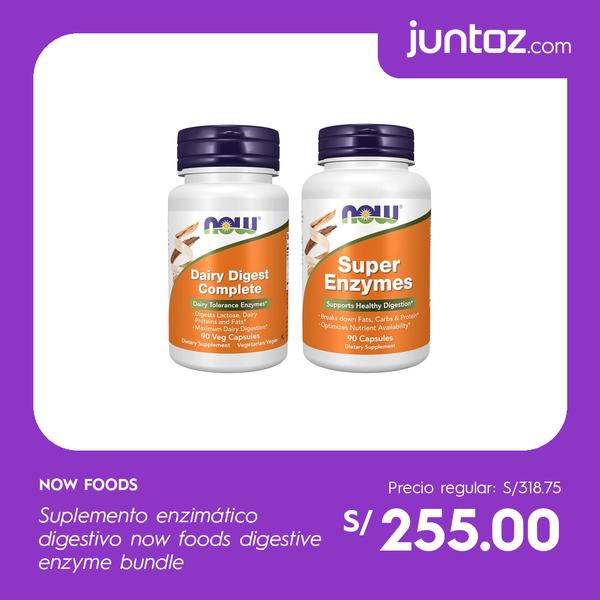 juntoz.com
now®
Dairy Digest
Complete
Dairy Tolerance Enzymes*
• Digests Lactose, Dairy
Proteins and Fats*
• Maximum Dairy Digestion*
90 Veg Capsules
Dietary Supplement Vegetarian/Vegan
now®
Super
Enzymes
Supports Healthy Digestion*
• Breaks down Fats, Carbs & Protein*
• Optimizes Nutrient Availability*
90 Capsules
Dietary Supplement
NOW FOODS
Suplemento enzimático
digestivo now foods digestive
enzyme bundle
Precio regular: S/318.75
S/ 255.00